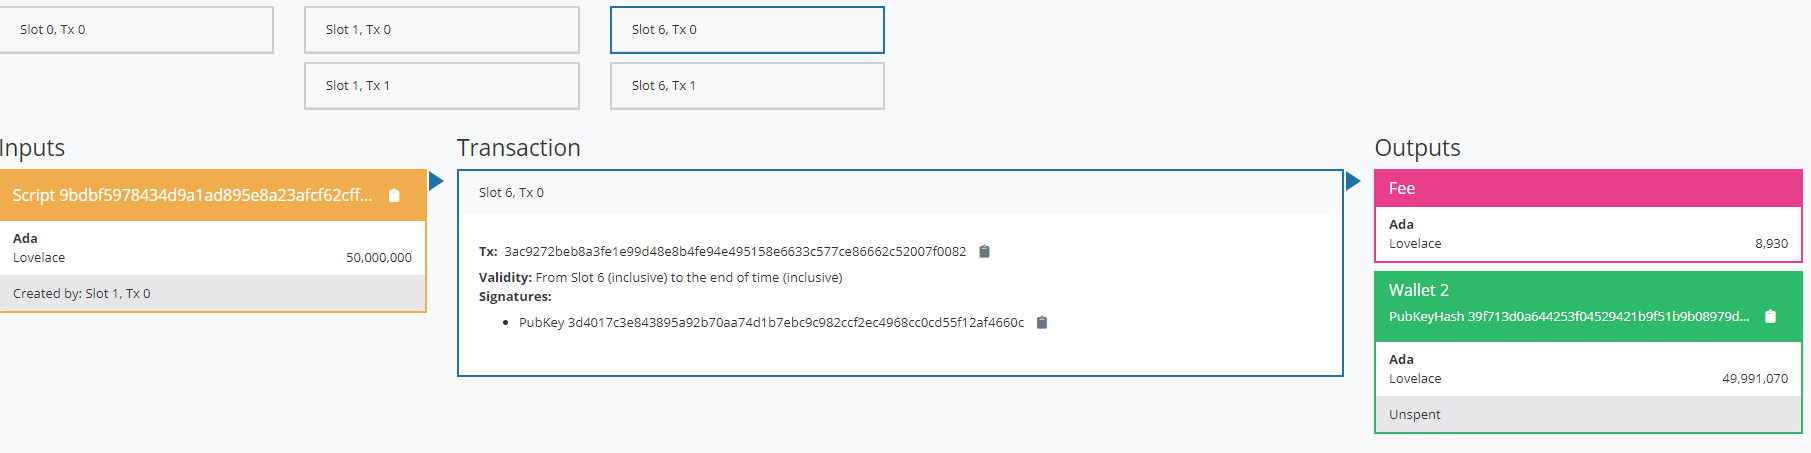 Slot 0, Tx 0
Slot 1, Tx 0
Slot 6, Tx 0
Slot 1, Tx 1
Slot 6, Tx 1
Inputs
Script 9bdbf5978434d9a1ad895e8a23afcf62cff...
Ada
Lovelace 50,000,000
Created by: Slot 1, Tx 0
Transaction
Slot 6, Tx 0
Tx: 3ac9272beb8a3fe1e99d48e8b4fe94e495158e6633c577ce86662c52007f0082
Validity: From Slot 6 (inclusive) to the end of time (inclusive)
Signatures:
• PubKey 3d4017c3e843895a92b70aa74d1b7ebc9c982ccf2ec4968cc0cd55f12af4660c
Outputs
Fee
Ada
Lovelace 8,930
Wallet 2
PubKeyHash 39f713d0a644253f04529421b9f51b9b08979d...
Ada
Lovelace 49,991,070
Unspent